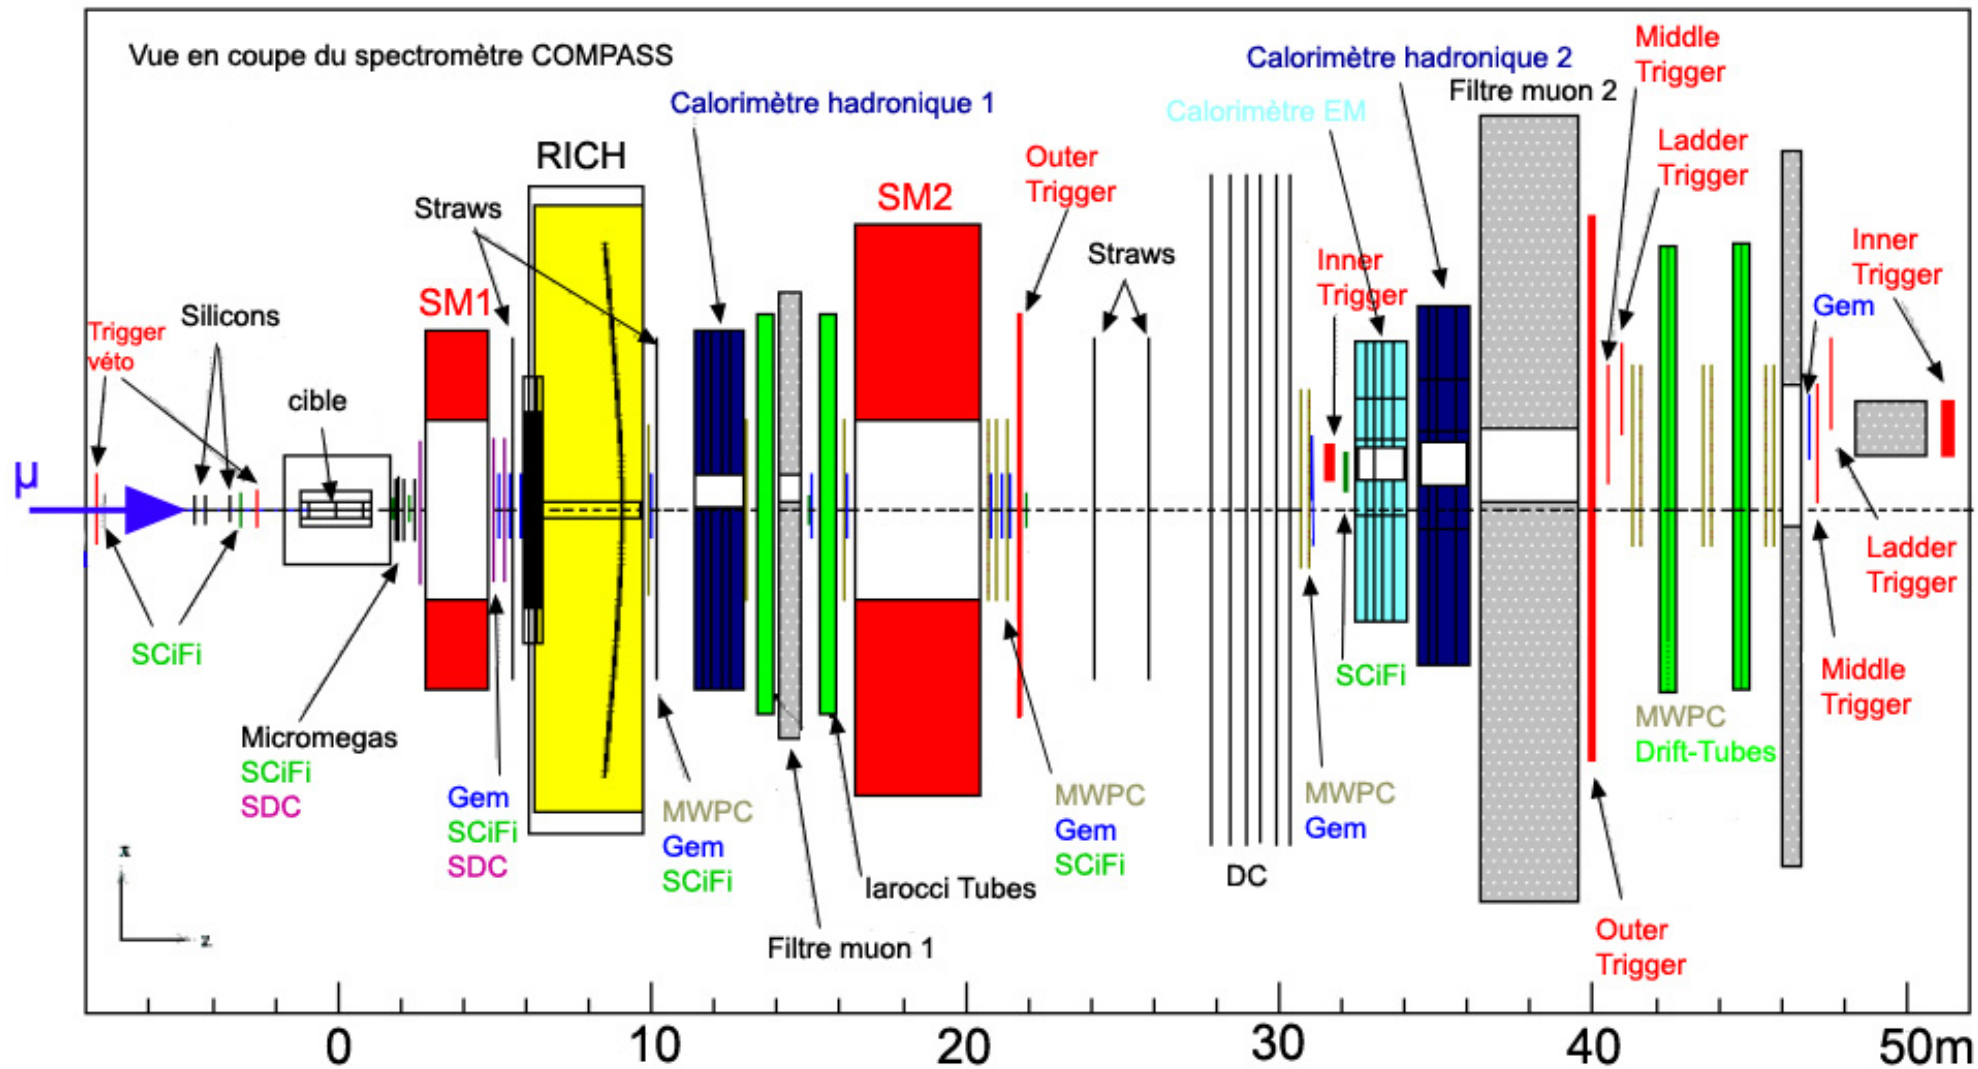 Vue en coupe du spectromètre COMPASS
Calorimètre hadronique 1
Calorimètre hadronique 2
Filtre muon 2
Middle
Trigger
Calorimètre EM
Ladder
Trigger
RICH
Outer
Trigger
SM2
Straws
Straws
Inner
Trigger
Inner
Trigger
Gem
SM1
Silicons
Trigger
véto
cible
μ
SCiFi
Micromegas
SCiFi
SDC
Gem
SCiFi
SDC
MWPC
Gem
SCiFi
Iarocci Tubes
Filtre muon 1
MWPC
Gem
SCiFi
DC
SCiFi
MWPC
Gem
MWPC
Drift-Tubes
Ladder
Trigger
Middle
Trigger
Outer
Trigger
x
z
0 10 20 30 40 50m